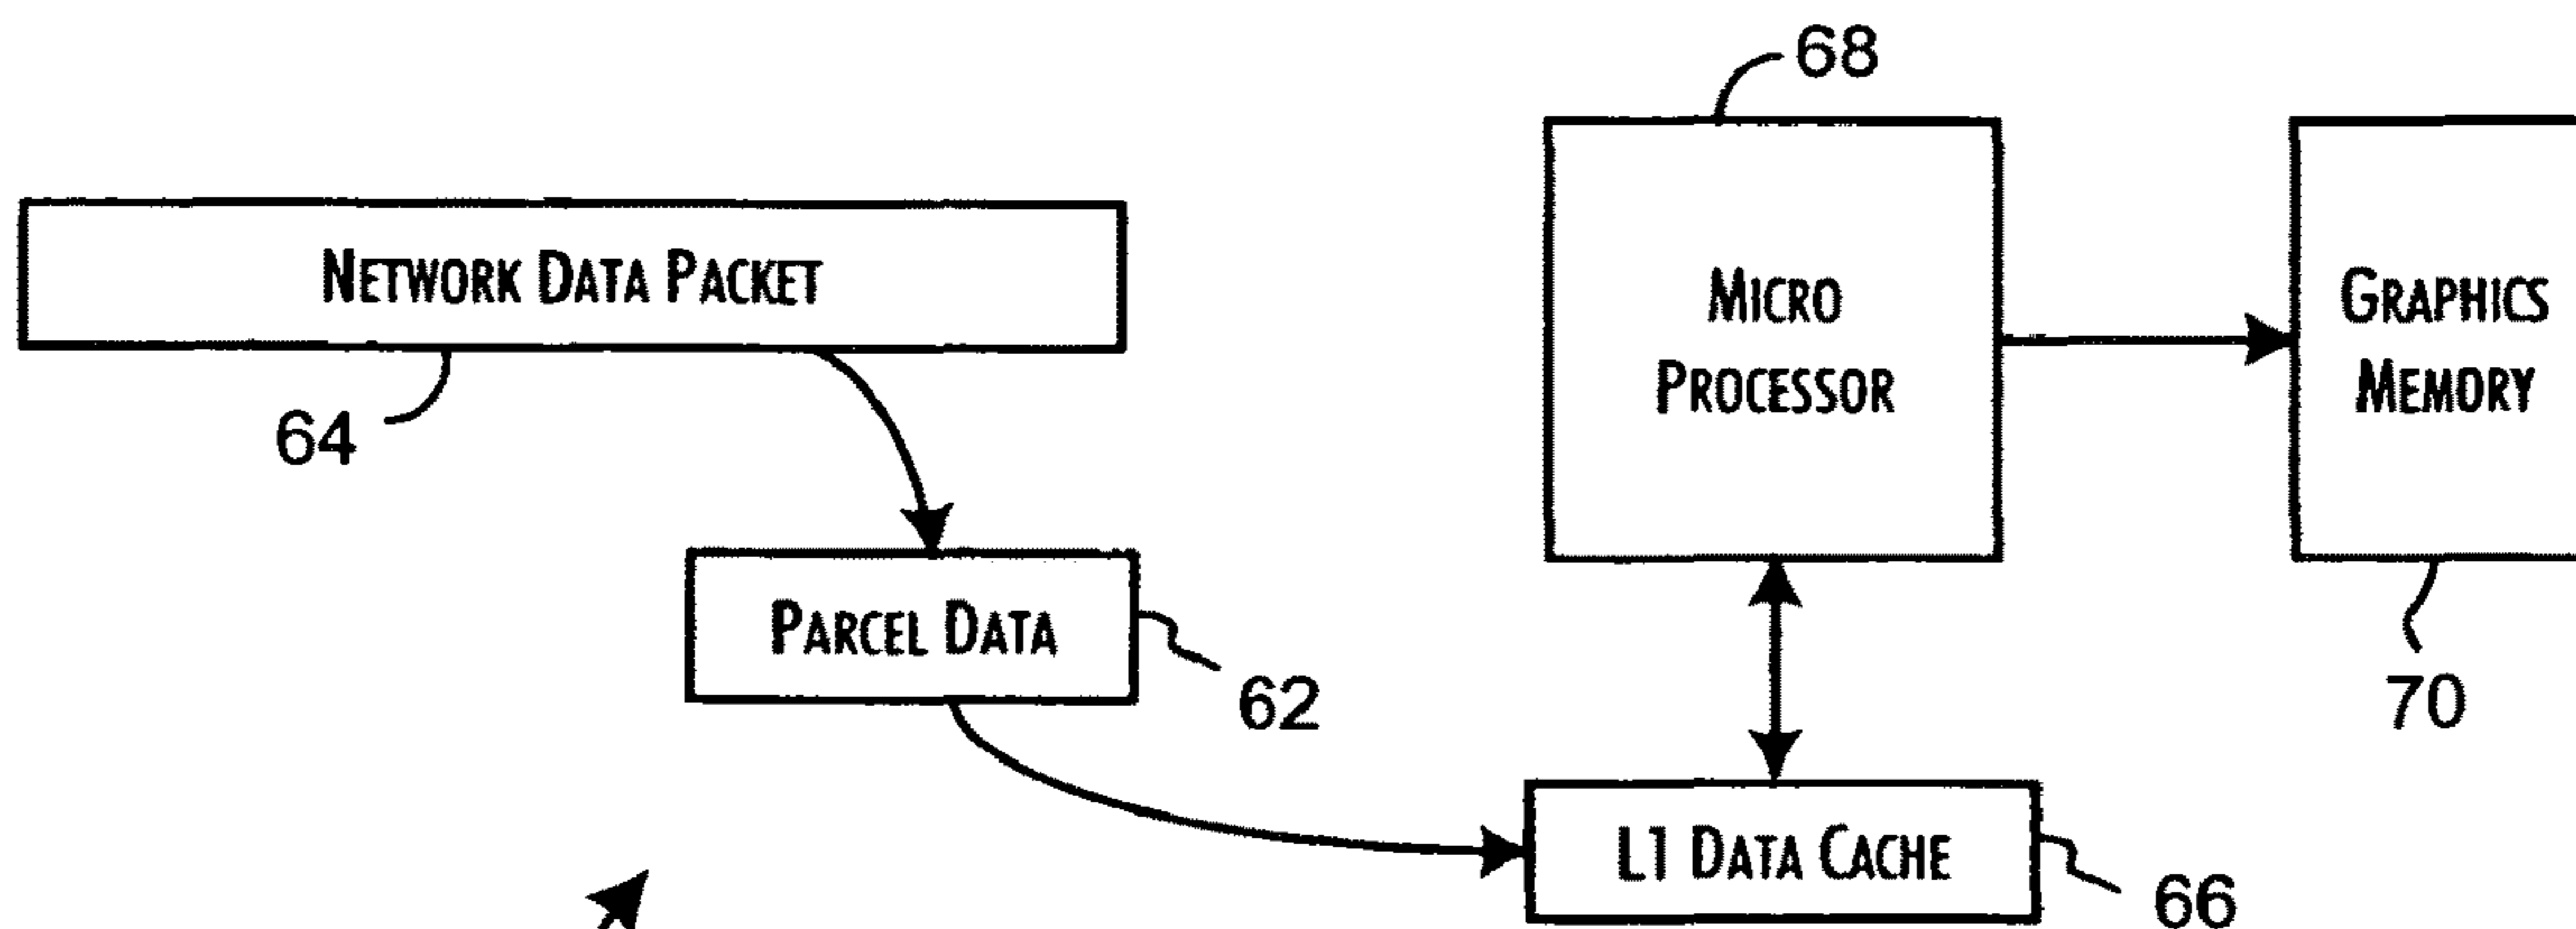 68
NETWORK DATA PACKET
MICRO
PROCESSOR
GRAPHICS
MEMORY
64
PARCEL DATA
62
70
L1 DATA CACHE
66